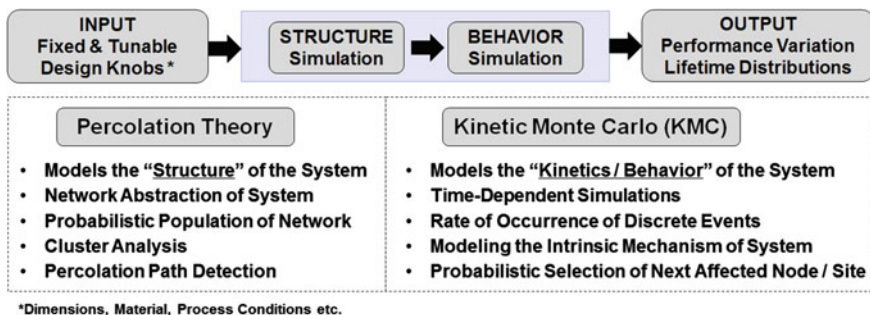 INPUT
Fixed & Tunable
Design Knobs *
STRUCTURE
Simulation
BEHAVIOR
Simulation
OUTPUT
Performance Variation
Lifetime Distributions
Percolation Theory
• Models the “Structure” of the System
• Network Abstraction of System
• Probabilistic Population of Network
• Cluster Analysis
• Percolation Path Detection
Kinetic Monte Carlo (KMC)
• Models the “Kinetics / Behavior” of the System
• Time-Dependent Simulations
• Rate of Occurrence of Discrete Events
• Modeling the Intrinsic Mechanism of System
• Probabilistic Selection of Next Affected Node / Site
*Dimensions, Material, Process Conditions etc.